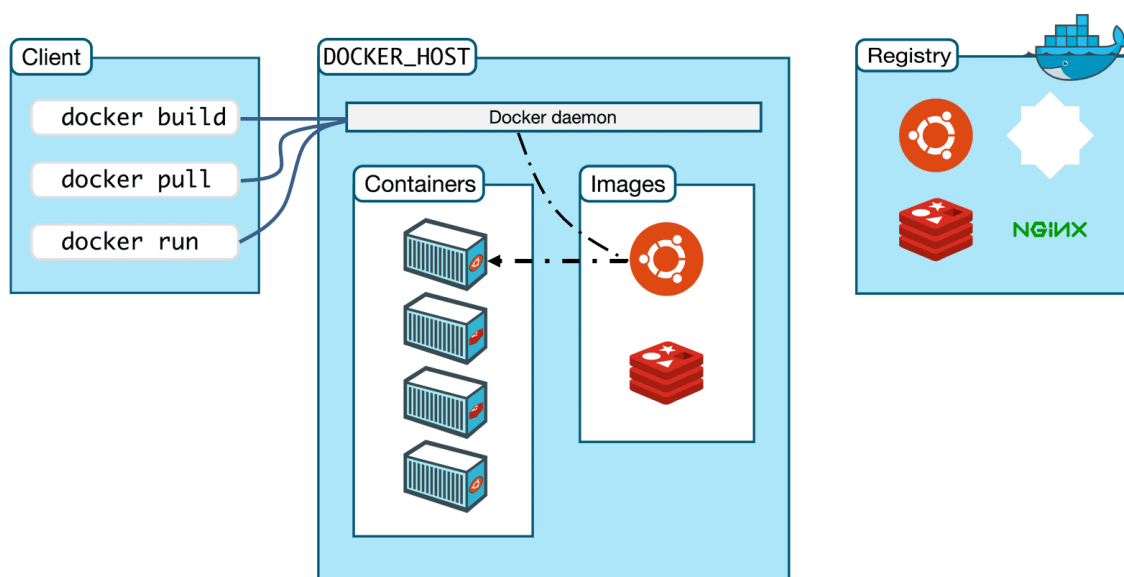 Client
docker build
docker pull
docker run
DOCKER_HOST
Docker daemon
Containers
Images
Registry
NGiNX